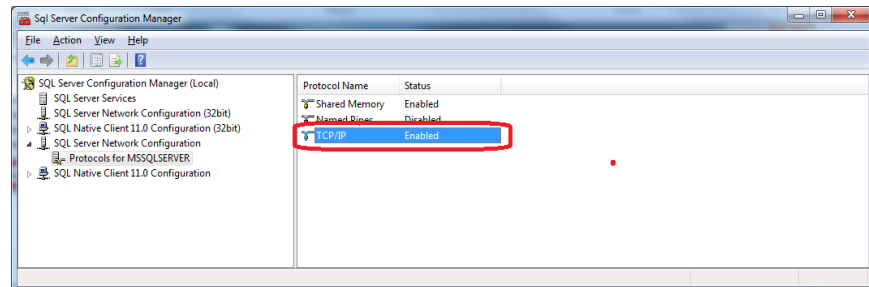 Sql Server Configuration Manager
File Action View Help
SQL Server Configuration Manager (Local)
SQL Server Services
SQL Server Network Configuration (32bit)
SQL Native Client 11.0 Configuration (32bit)
SQL Server Network Configuration
Protocols for MSSQLSERVER
SQL Native Client 11.0 Configuration
Protocol Name Status
Shared Memory Enabled
Named Pipes Disabled
TCP/IP Enabled